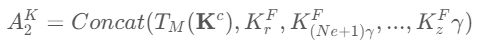 $A_2^K = Concat(T_M(\mathbf{K}^c), K_r^F, K_{(Ne+1)\gamma}^F, ..., K_z^F\gamma)$